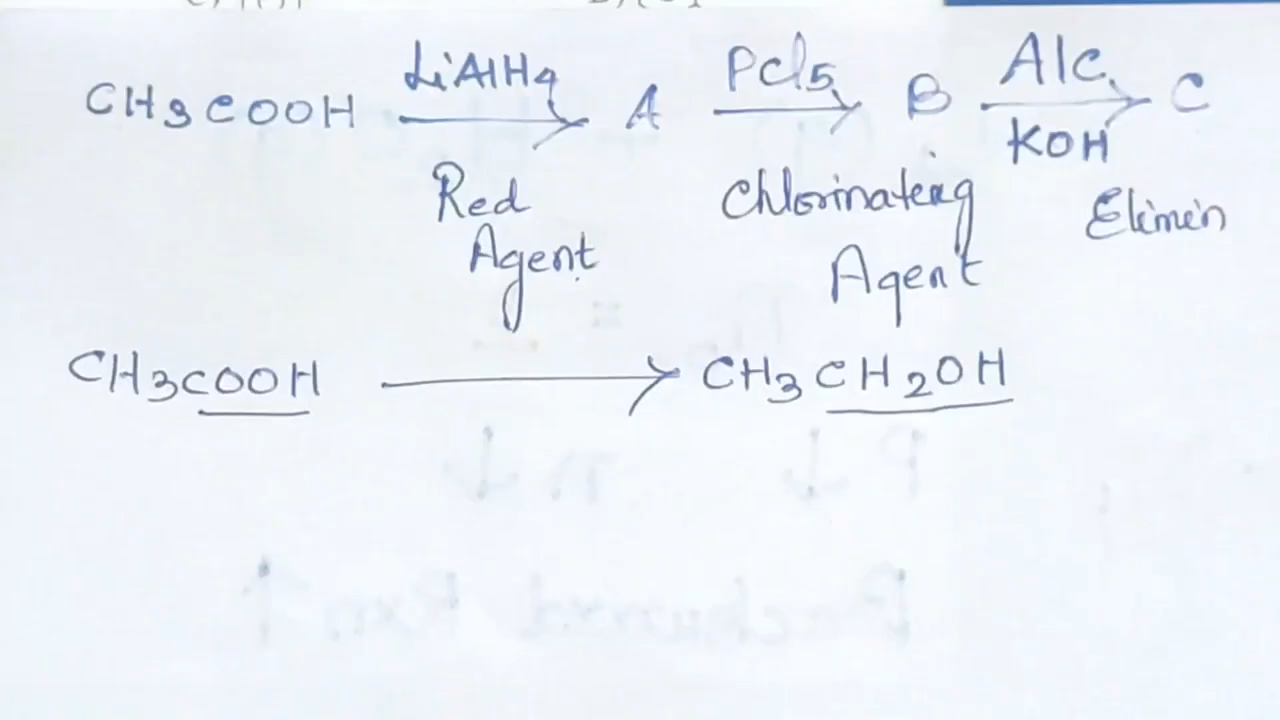 CH3COOH LiAlH4 → A PCl5 → B Alc. KOH → C
Red Chlorinating Elimin
Agent Agent
CH3COOH → CH3CH2OH